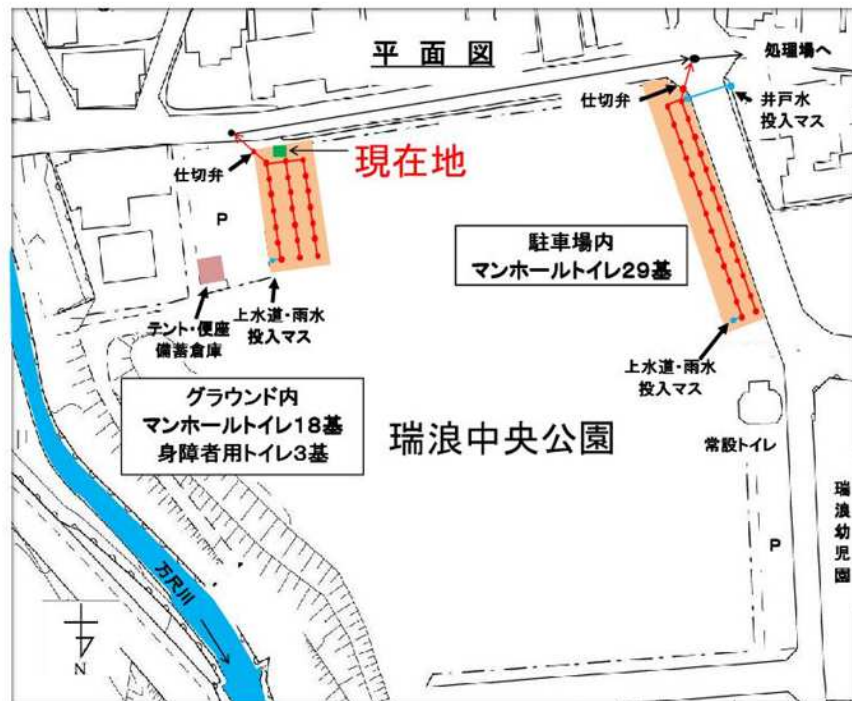 平面図
処理場へ
仕切弁
井戸水
投入マス
現在地
仕切弁
P
駐車場内
マンホールトイレ29基
テント・便座
備蓄倉庫
上水道・雨水
投入マス
上水道・雨水
投入マス
グラウンド内
マンホールトイレ18基
身障者用トイレ3基
瑞浪中央公園
常設トイレ
瑞浪幼児園
P
万尺川
N